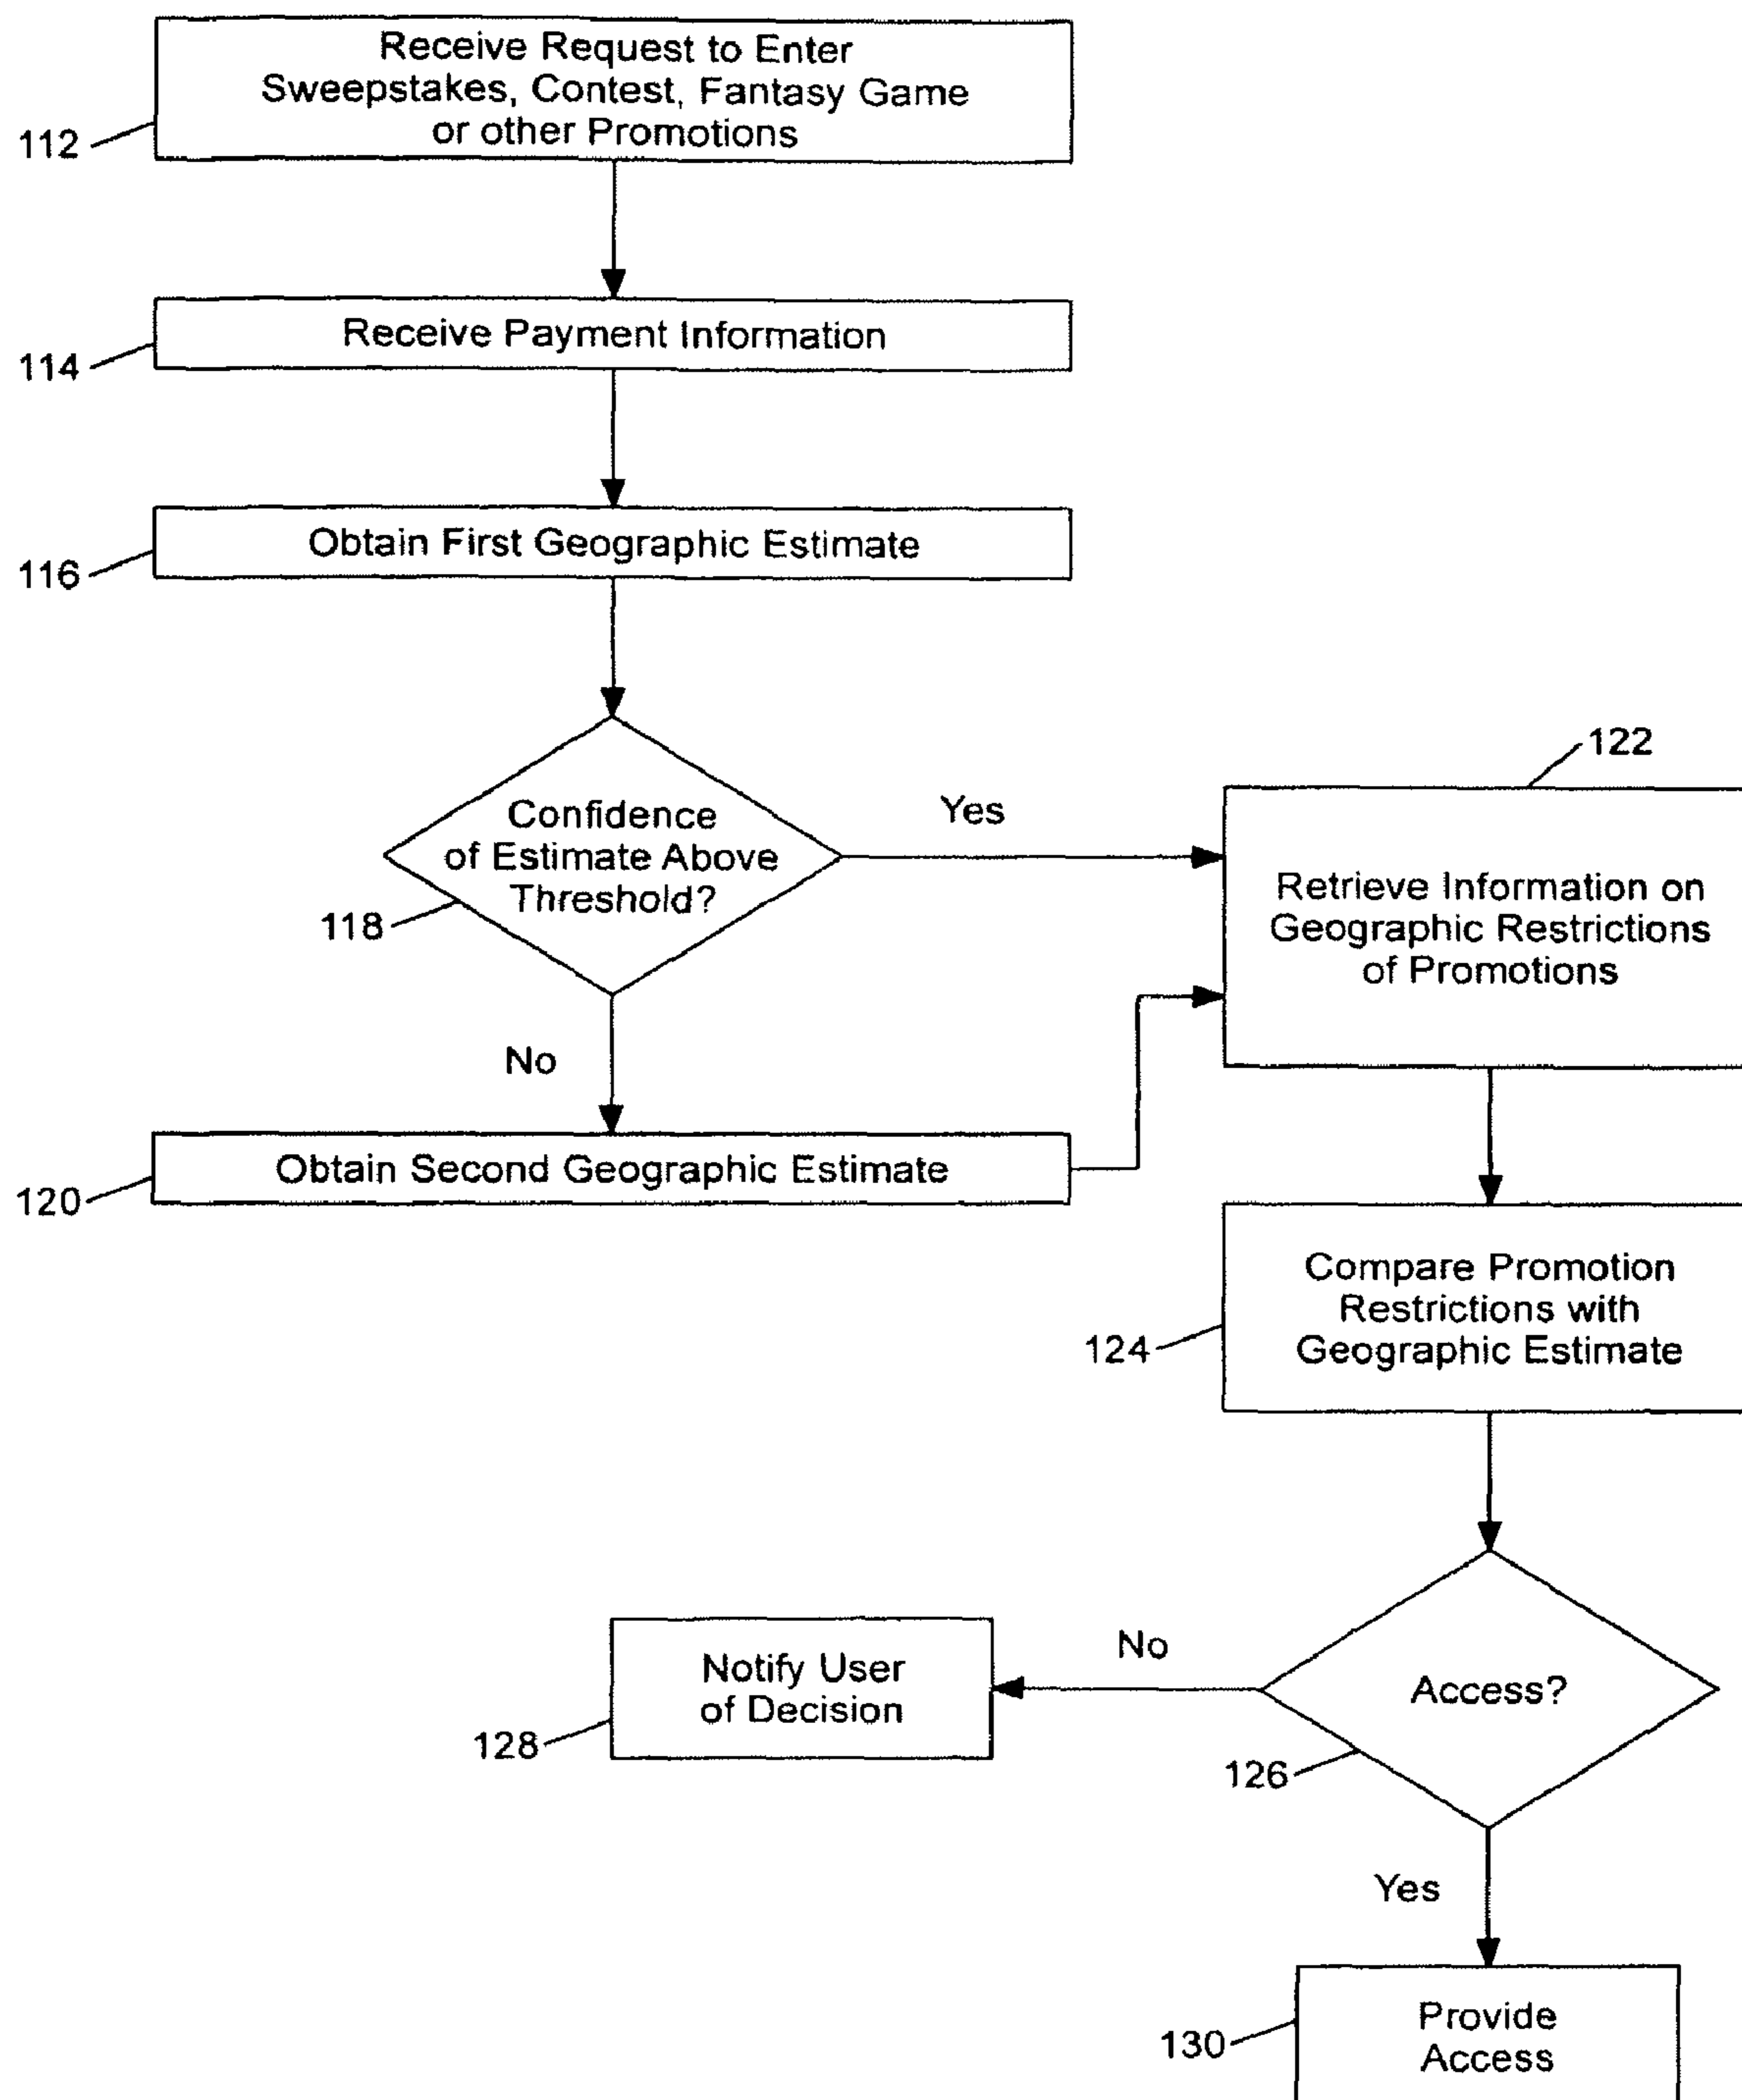 Receive Request to Enter
Sweepstakes, Contest, Fantasy Game
or other Promotions
112
Receive Payment Information
114
Obtain First Geographic Estimate
116
Confidence
of Estimate Above
Threshold?
118
Yes
No
122
Retrieve Information on
Geographic Restrictions
of Promotions
Obtain Second Geographic Estimate
120
Compare Promotion
Restrictions with
Geographic Estimate
124
Access?
126
No
Notify User
of Decision
128
Yes
Provide
Access
130